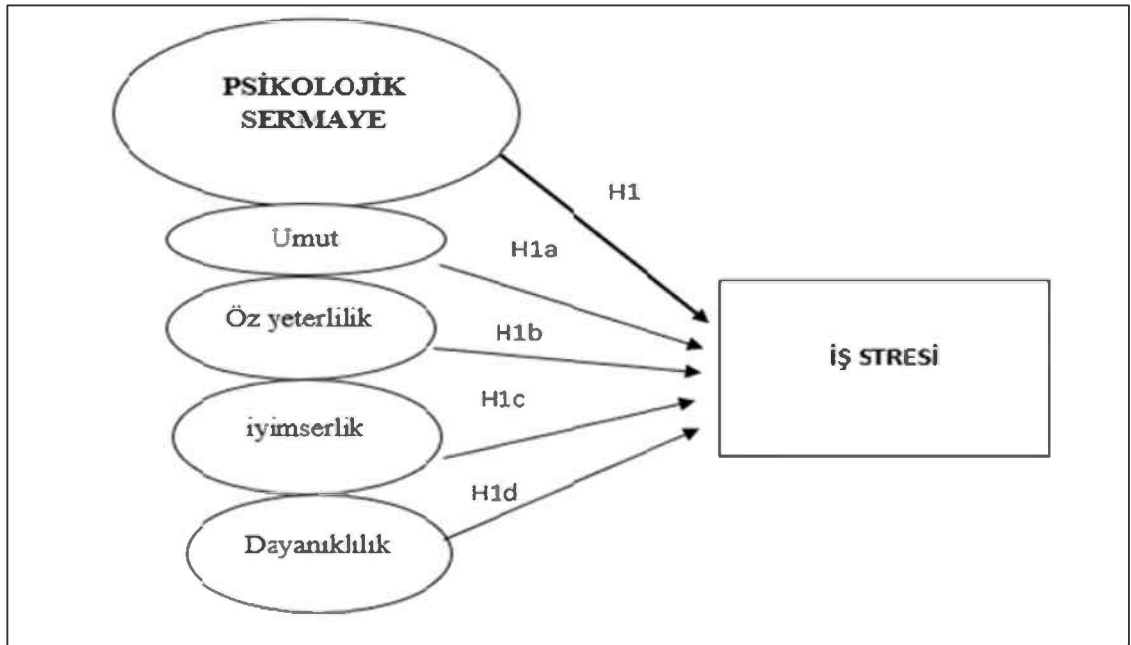 PSİKOLOJİK
SERMAYE
H1
Umut
H1a
Öz yeterlilik
H1b
İŞ STRESİ
H1c
iyimserlik
H1d
Dayanıklılık